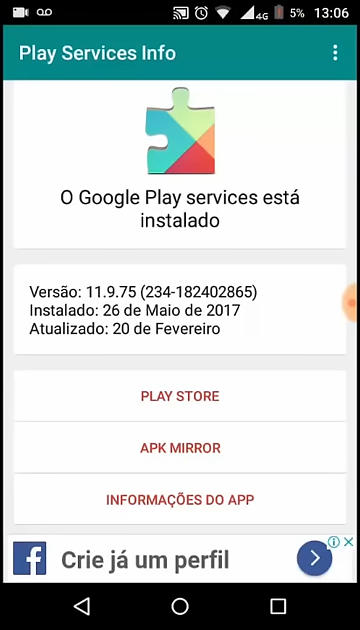 4G 5% 13:06
Play Services Info
O Google Play services está
instalado
Versão: 11.9.75 (234-182402865)
Instalado: 26 de Maio de 2017
Atualizado: 20 de Fevereiro
PLAY STORE
APK MIRROR
INFORMAÇÕES DO APP
Crie já um perfil